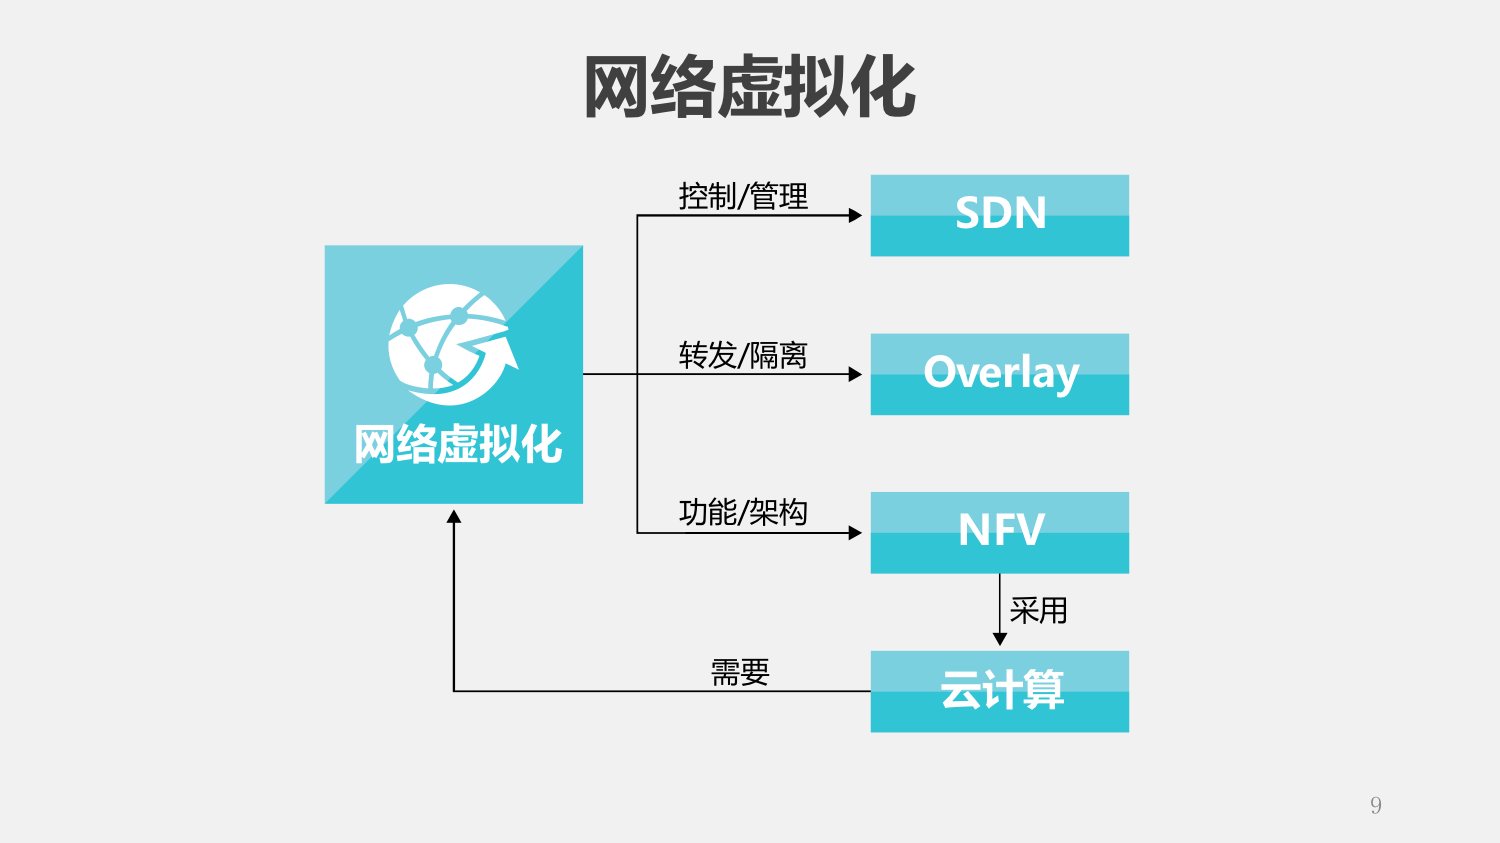 网络虚拟化
控制/管理
SDN
转发/隔离
Overlay
网络虚拟化
功能/架构
NFV
采用
需要
云计算
9